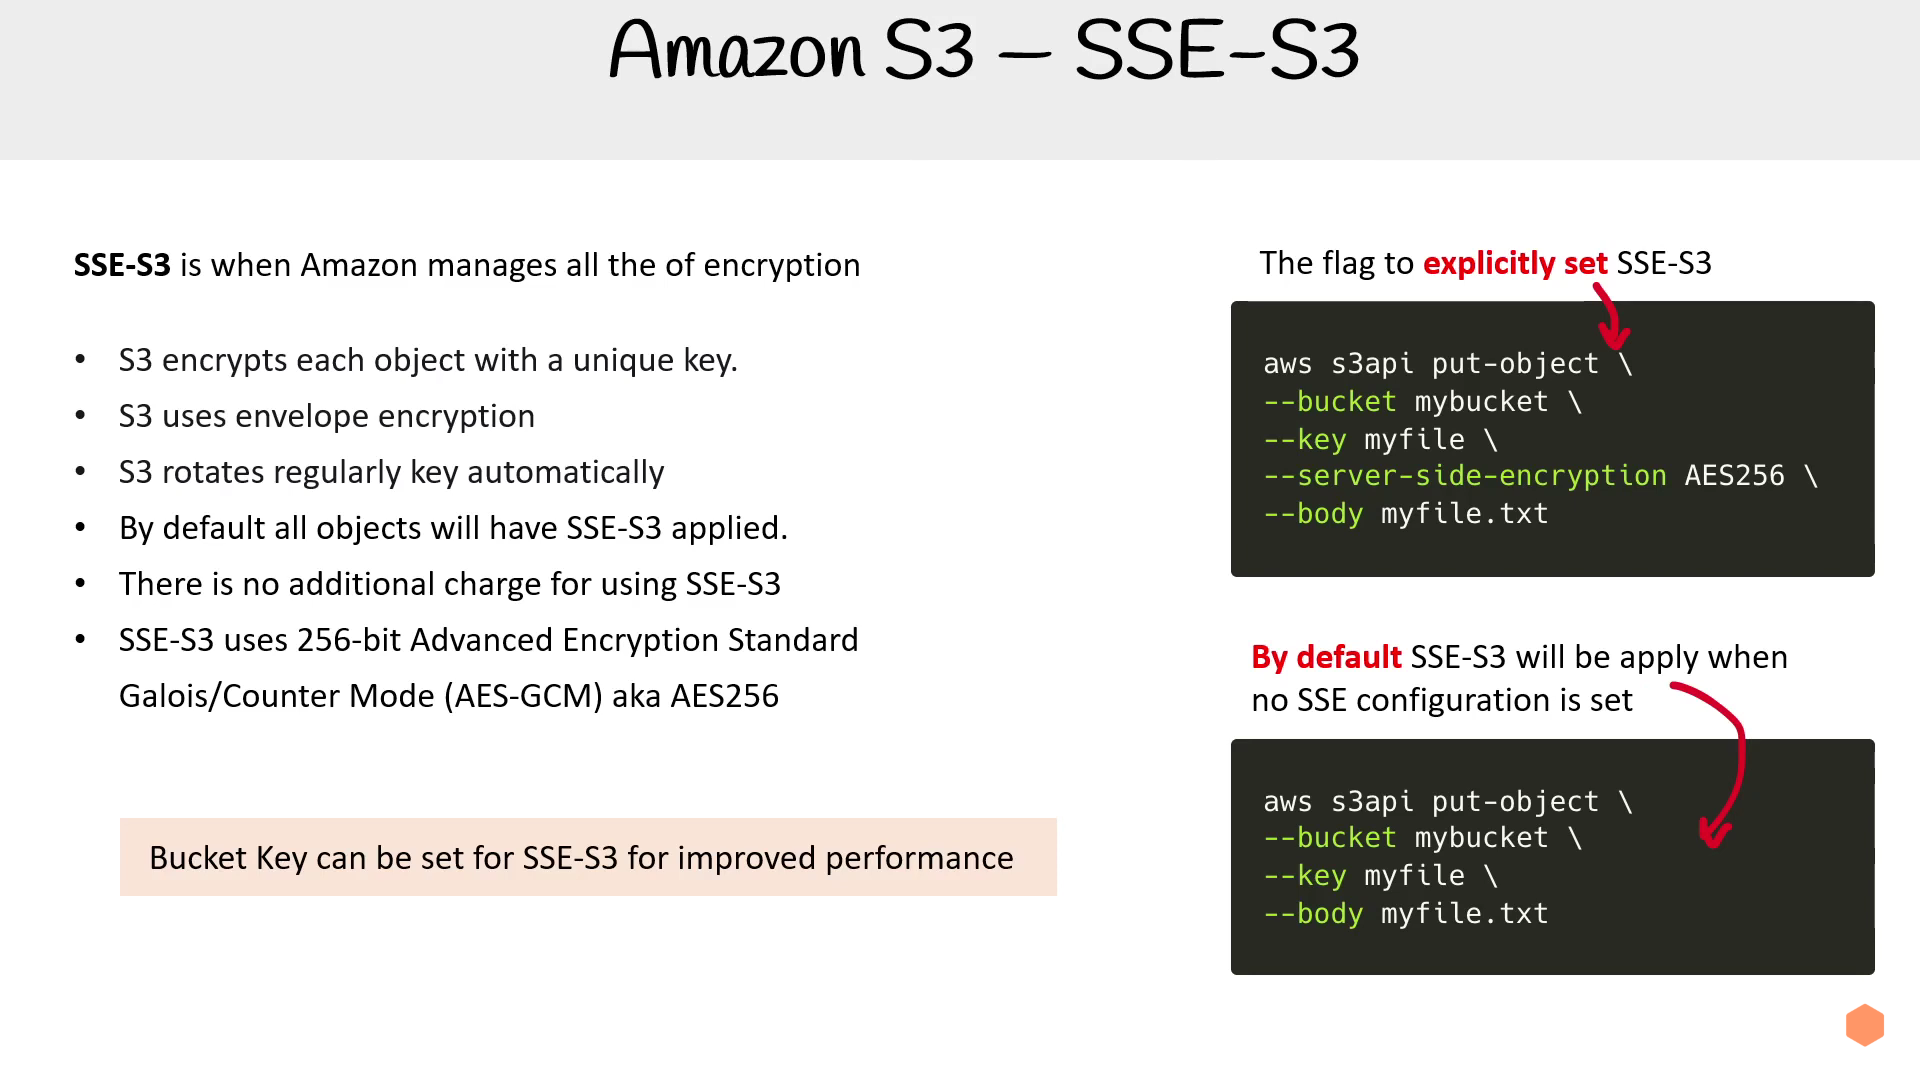 Amazon S3 – SSE-S3
SSE-S3 is when Amazon manages all the of encryption
• S3 encrypts each object with a unique key.
• S3 uses envelope encryption
• S3 rotates regularly key automatically
• By default all objects will have SSE-S3 applied.
• There is no additional charge for using SSE-S3
• SSE-S3 uses 256-bit Advanced Encryption Standard
Galois/Counter Mode (AES-GCM) aka AES256
Bucket Key can be set for SSE-S3 for improved performance
The flag to explicitly set SSE-S3
aws s3api put-object \
--bucket mybucket \
--key myfile \
--server-side-encryption AES256 \
--body myfile.txt
By default SSE-S3 will be apply when
no SSE configuration is set
aws s3api put-object \
--bucket mybucket \
--key myfile \
--body myfile.txt